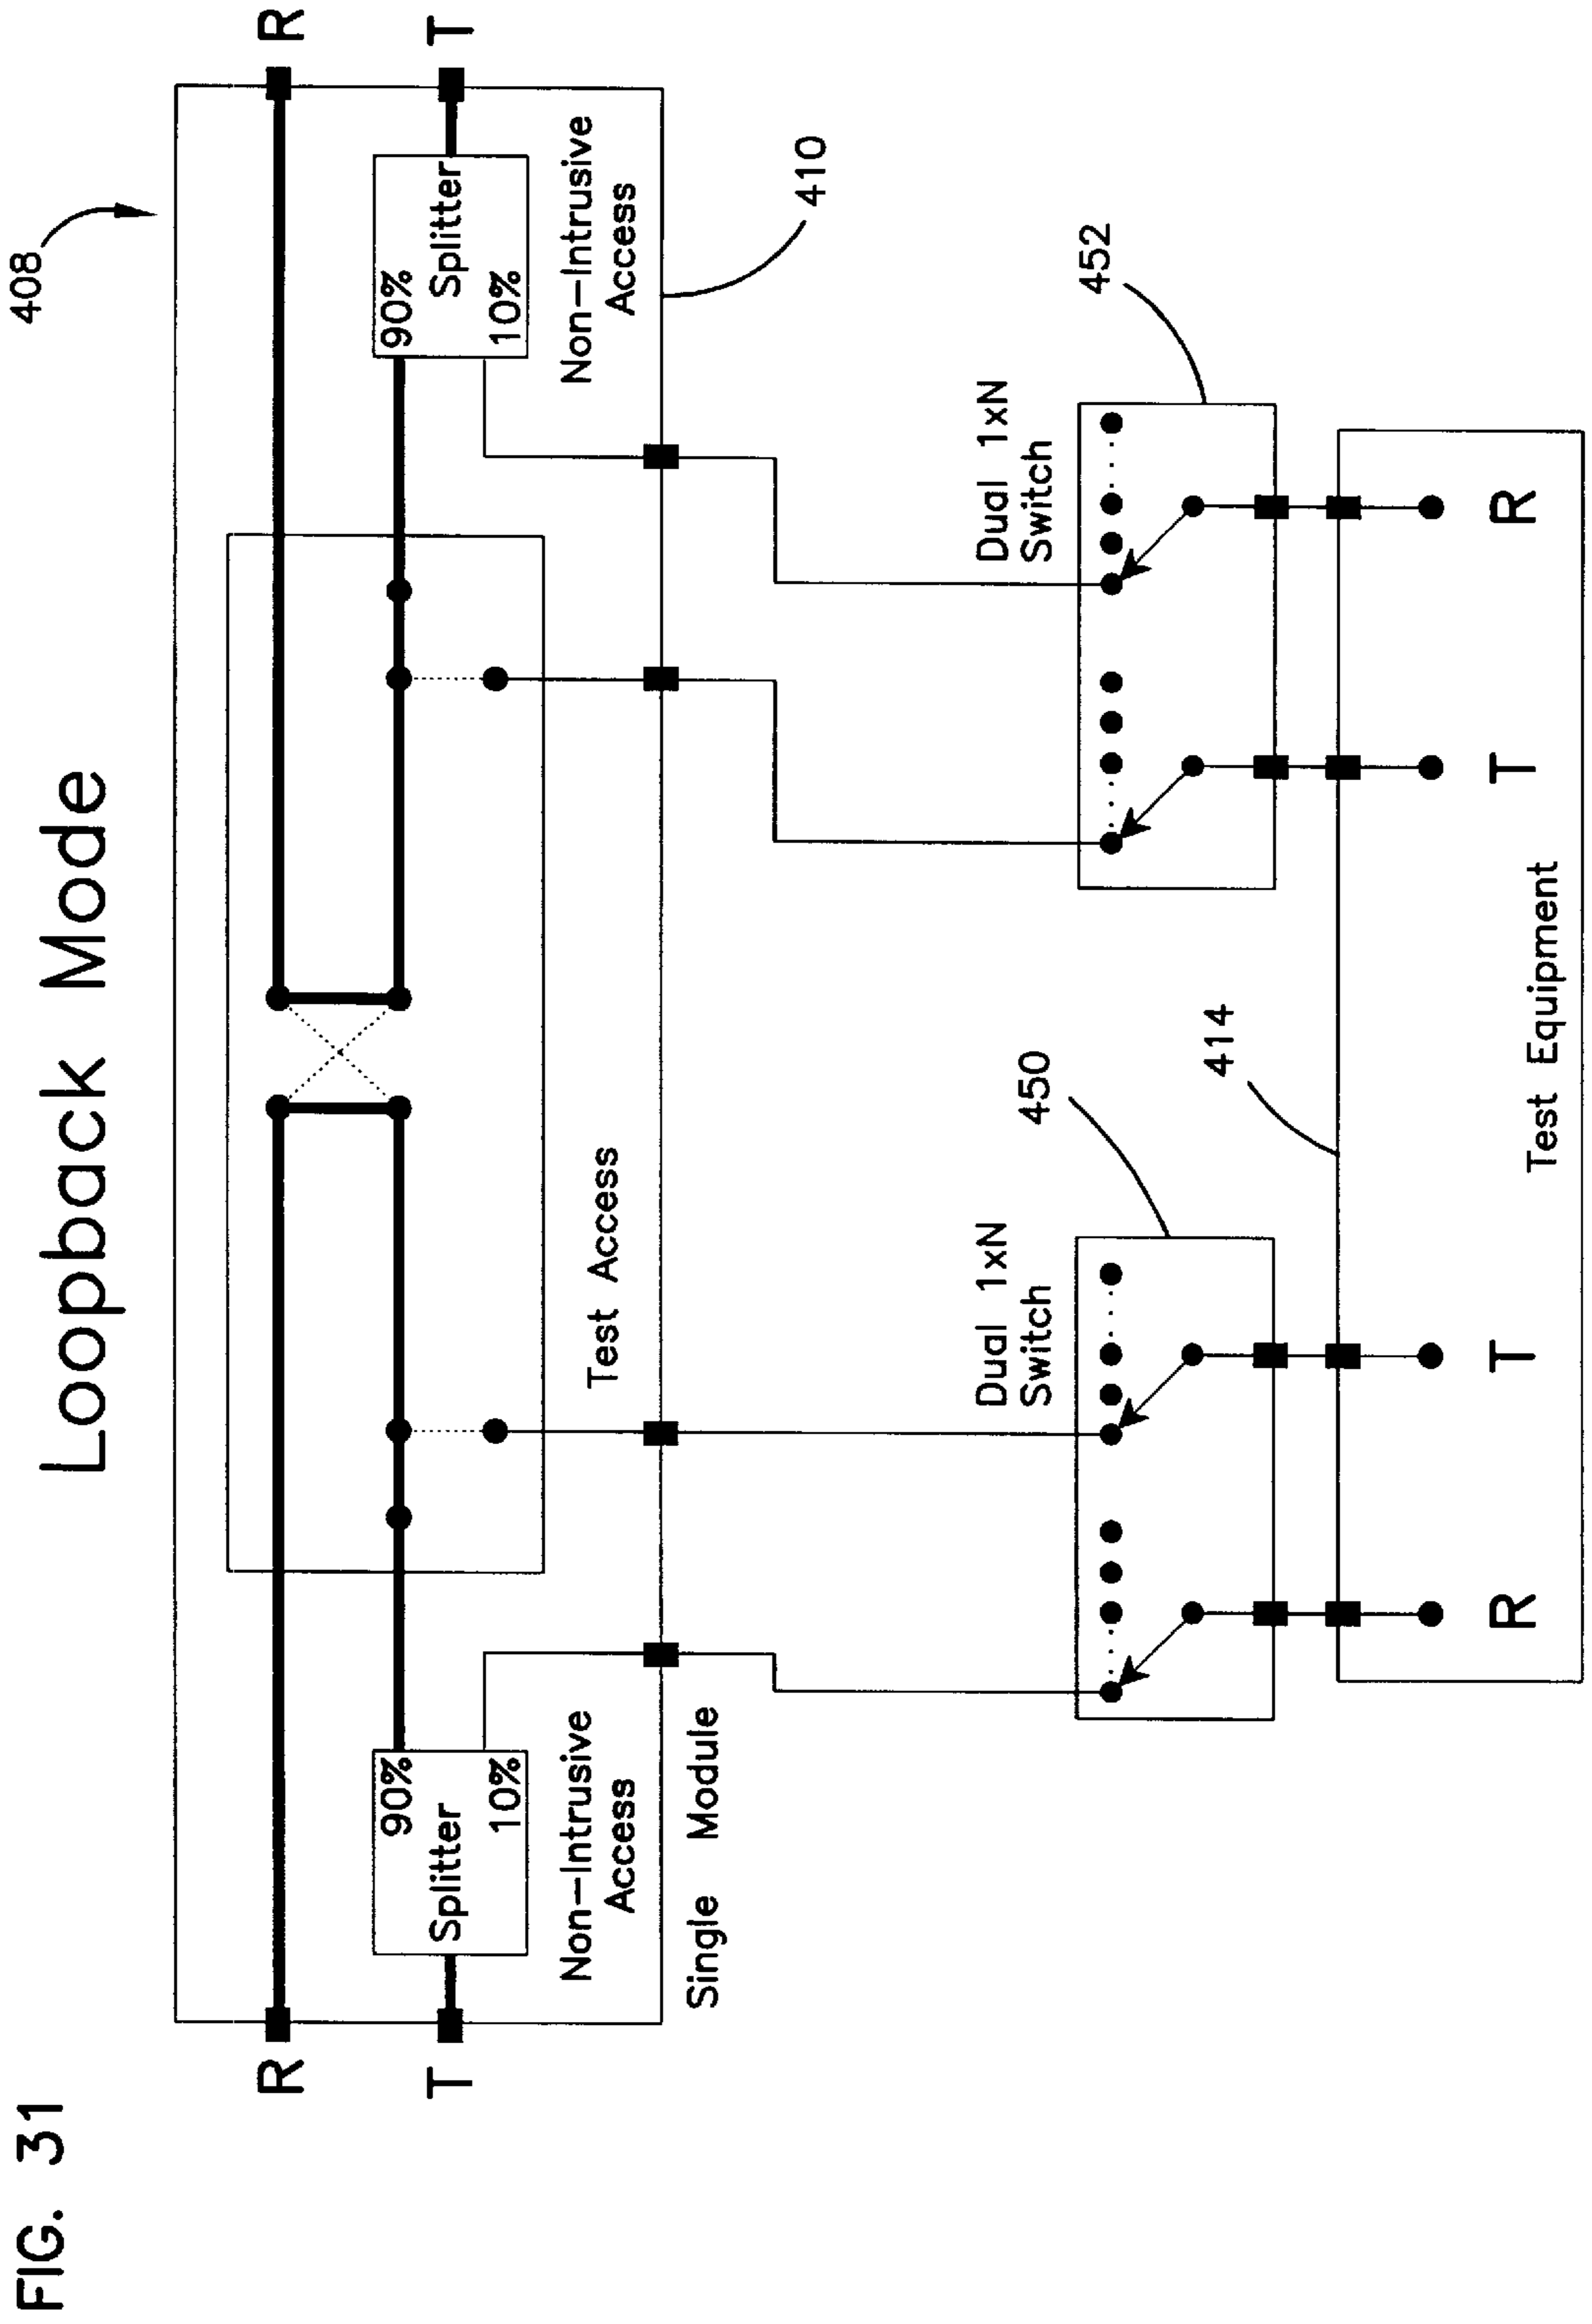 FIG. 31
Loopback Mode
408
R
R
T
T
Splitter
90%
10%
90%
Splitter
10%
Non-Intrusive
Access
Test Access
Non-Intrusive
Access
410
Single Module
Dual 1xN
Switch
450
Dual 1xN
Switch
452
414
R
T
T
R
Test Equipment